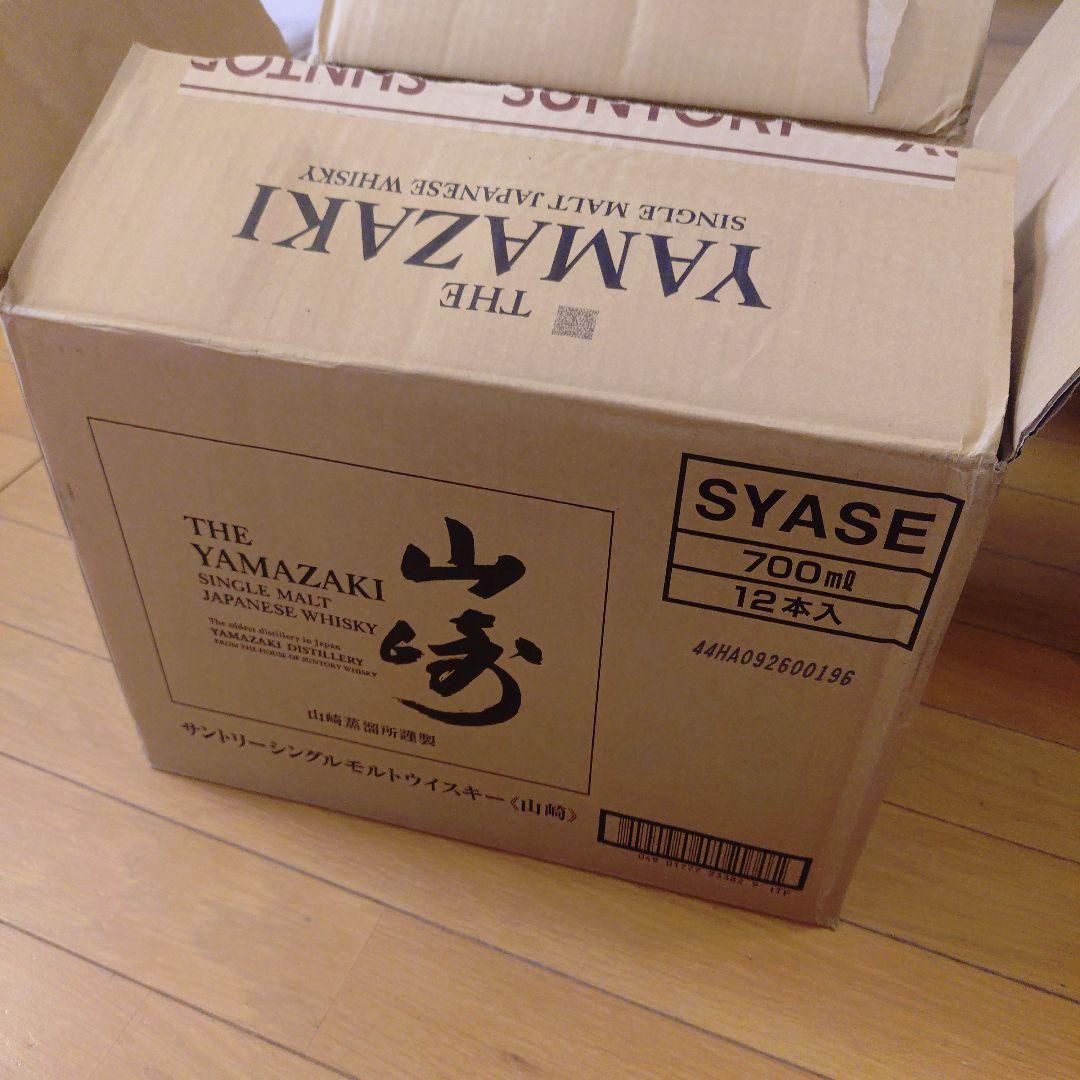 SUNTOR
SUNTORY
SINGLE MALT JAPANESE WHISKY
YAMAZAKI
THE
THE
YAMAZAKI
SINGLE MALT
JAPANESE WHISKY
The oldest distillery in Japan
YAMAZAKI DISTILLERY
FROM THE HOUSE OF SUNTORY WHISKY
山崎
山崎蒸溜所謹製
サントリーシングルモルトウイスキー《山崎》
SYASE
700mℓ
12本入
44HA092600196